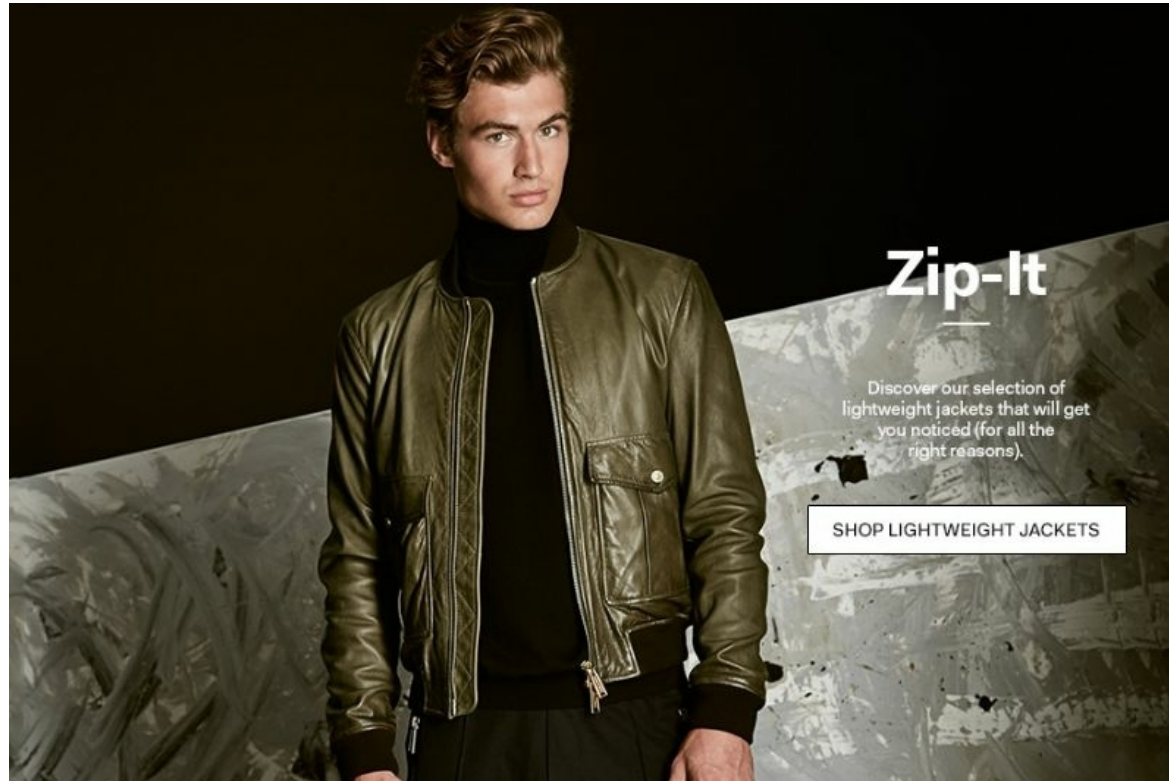 Zip-It
Discover our selection of
lightweight jackets that will get
you noticed (for all the
right reasons).
SHOP LIGHTWEIGHT JACKETS